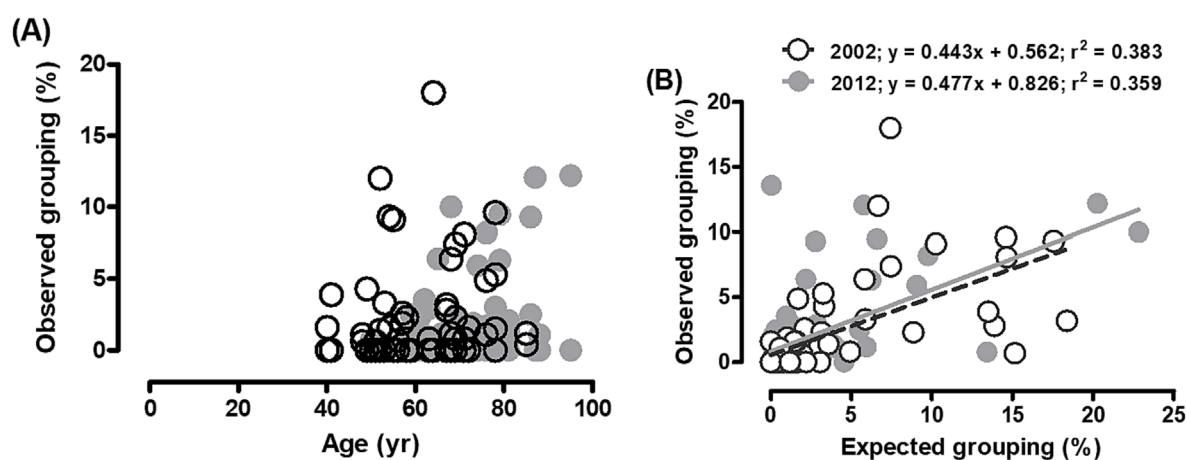 (A)
Observed grouping (%)
20
15
10
5
0
0 20 40 60 80 100
Age (yr)
2002; y = 0.443x + 0.562; r² = 0.383
2012; y = 0.477x + 0.826; r² = 0.359
(B)
Observed grouping (%)
20
15
10
5
0
0 5 10 15 20 25
Expected grouping (%)